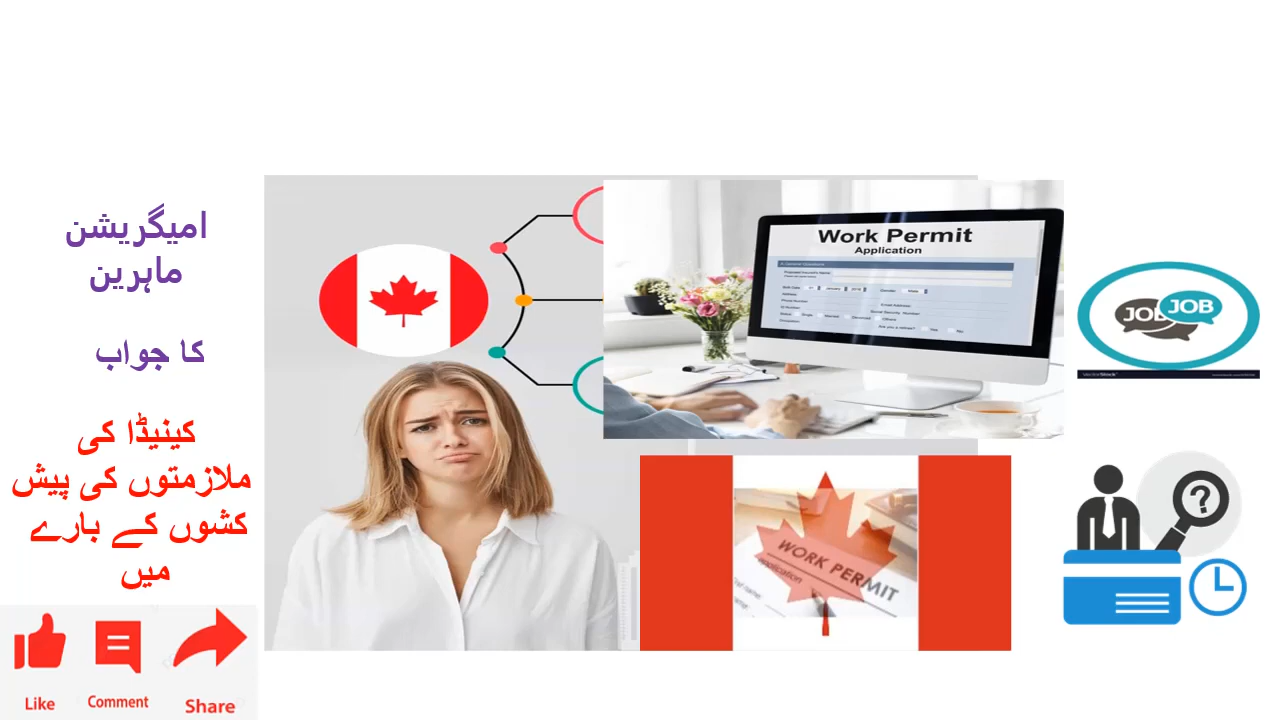 امیگریشن
ماہرین
کا جواب
کینیڈا کی
ملازمتوں کی پیش
کشوں کے بارے
میں
Like
Comment
Share
Work Permit
Application
JOB
JOB
WORK PERMIT
application